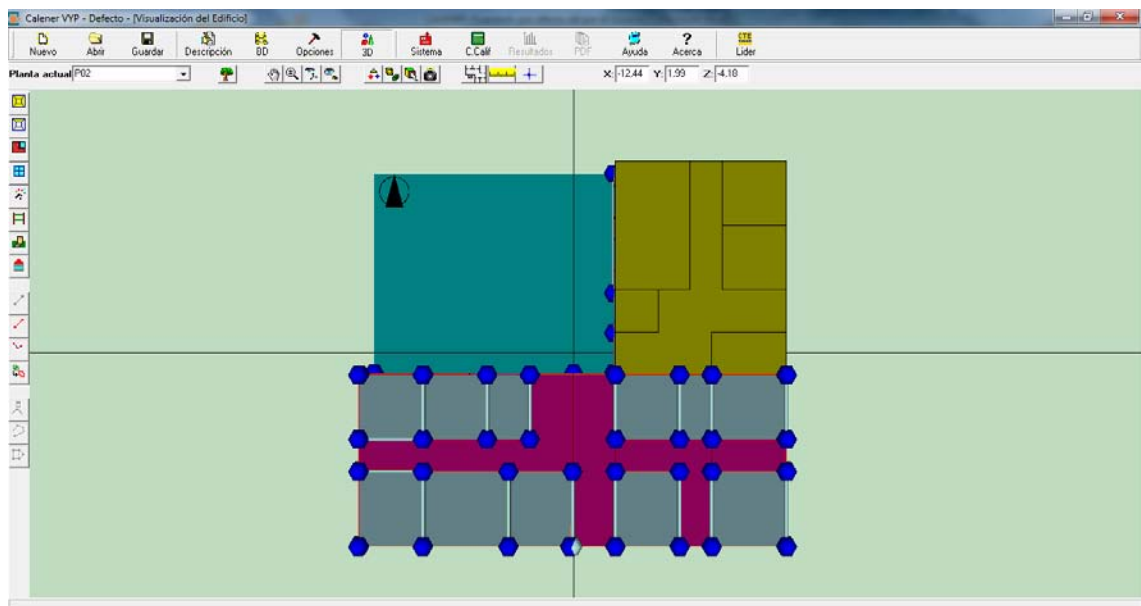 Calener VYP - Defecto - [Visualización del Edificio]
Nuevo Abrir Guardar Descripción BD Opciones 3D Sistema C.Calif Resultados PDF Ayuda Acerca Lider
Planta actual P02 X: -12.44 Y: 1.99 Z: -4.18